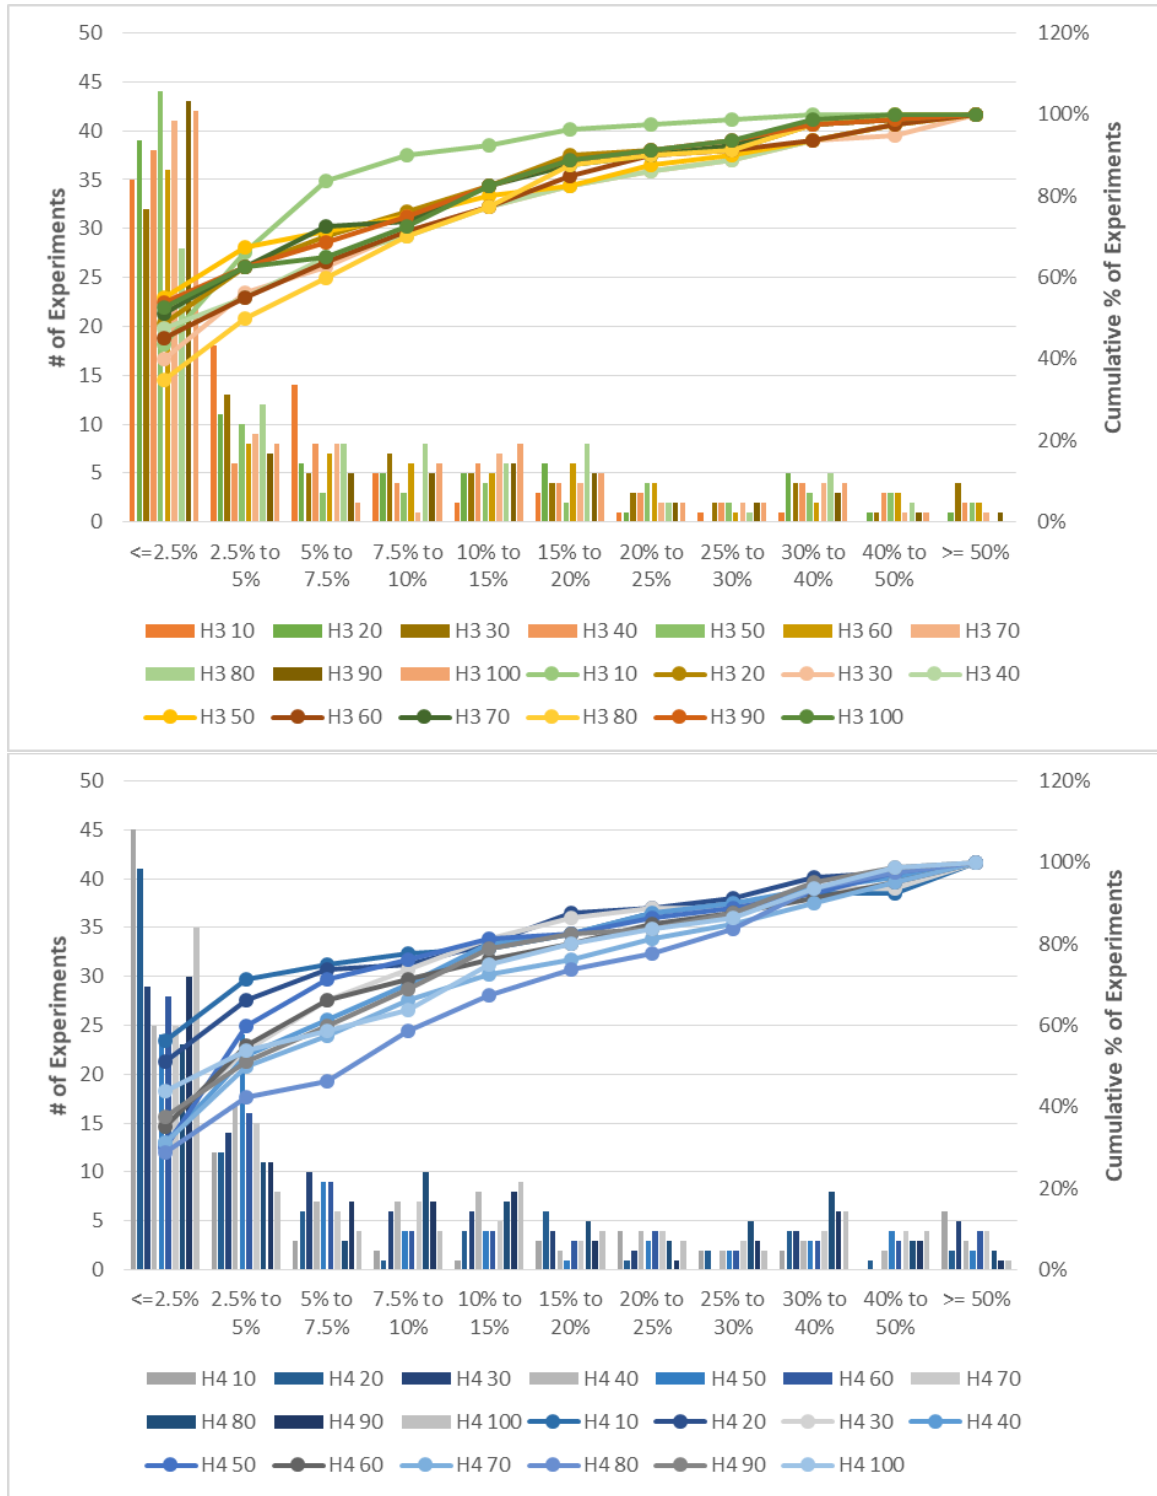 50
45
40
35
30
25
20
15
10
5
0
# of Experiments
120%
100%
80%
60%
40%
20%
0%
Cumulative % of Experiments
<=2.5% 2.5% to 5% to 7.5% to 10% to 15% to 20% to 25% to 30% to 40% to >= 50%
5% 7.5% 10% 15% 20% 25% 30% 40% 50%
H3 10 H3 20 H3 30 H3 40 H3 50 H3 60 H3 70
H3 80 H3 90 H3 100 H3 10 H3 20 H3 30 H3 40
H3 50 H3 60 H3 70 H3 80 H3 90 H3 100
50
45
40
35
30
25
20
15
10
5
0
# of Experiments
120%
100%
80%
60%
40%
20%
0%
Cumulative % of Experiments
<=2.5% 2.5% to 5% to 7.5% to 10% to 15% to 20% to 25% to 30% to 40% to >= 50%
5% 7.5% 10% 15% 20% 25% 30% 40% 50%
H4 10 H4 20 H4 30 H4 40 H4 50 H4 60 H4 70
H4 80 H4 90 H4 100 H4 10 H4 20 H4 30 H4 40
H4 50 H4 60 H4 70 H4 80 H4 90 H4 100